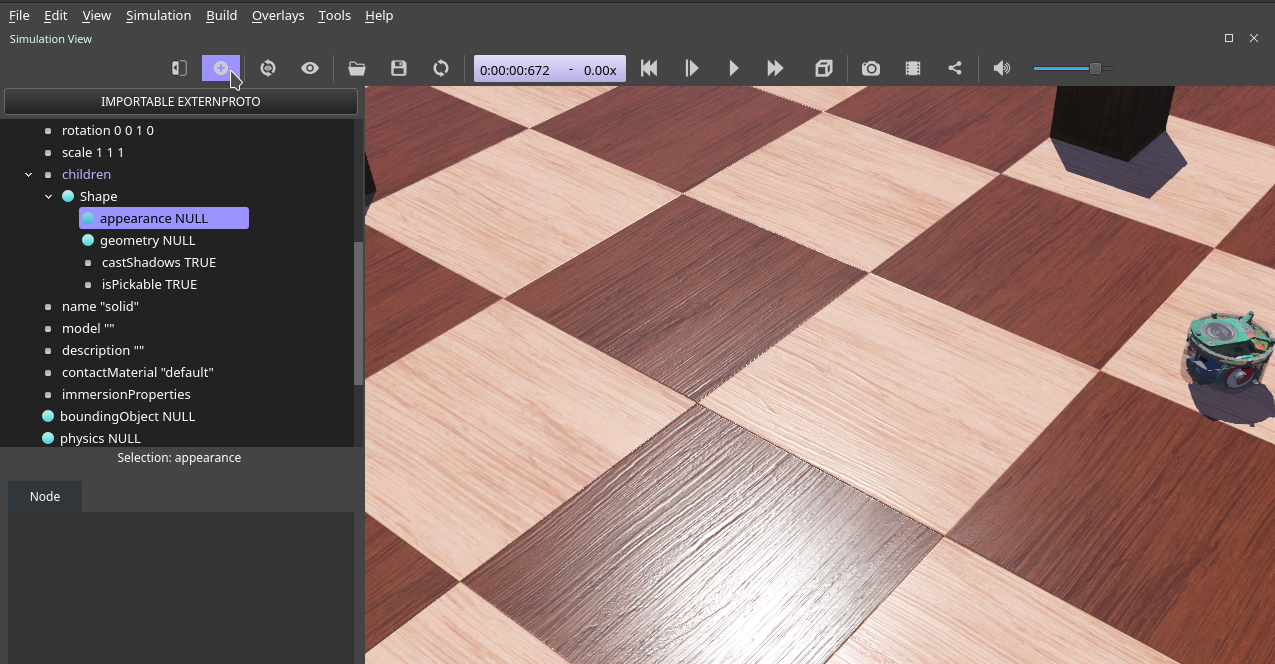 File Edit View Simulation Build Overlays Tools Help
Simulation View
0:00:00:672 - 0.00x
IMPORTABLE EXTERNPROTO
rotation 0 0 1 0
scale 1 1 1
children
Shape
appearance NULL
geometry NULL
castShadows TRUE
isPickable TRUE
name "solid"
model ""
description ""
contactMaterial "default"
immersionProperties
boundingObject NULL
physics NULL
Selection: appearance
Node